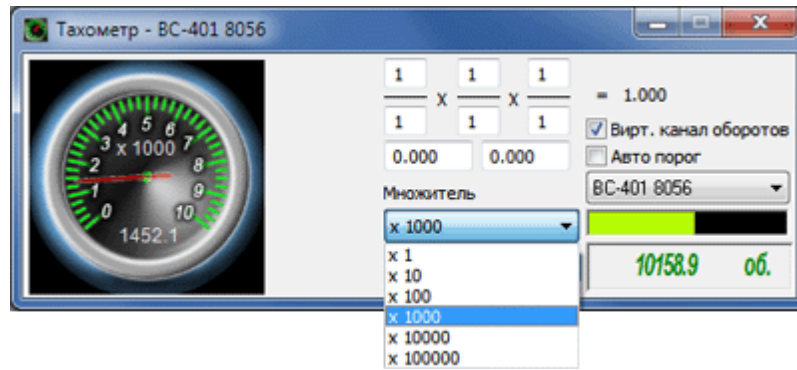 Тахометр - BC-401 8056
0 1 2 3 4 5 6 7 8 9 10
x 1000
1452.1
1 1 1
x x = 1.000
1 1 1
0.000 0.000
Вирт. канал оборотов
Авто порог
Множитель
BC-401 8056
x 1000
x 1
x 10
x 100
x 1000
x 10000
x 100000
10158.9 об.